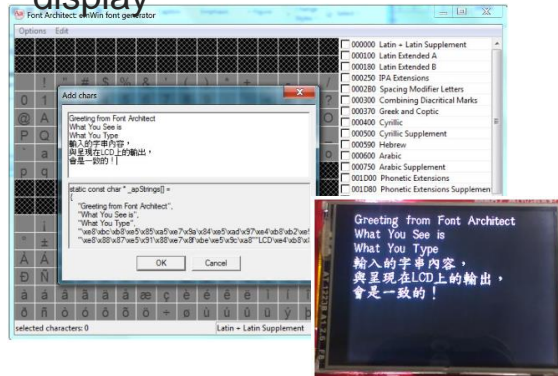 display
Font Architect: emWin font generator
Options Edit
000000 Latin + Latin Supplement
000100 Latin Extended A
000180 Latin Extended B
000250 IPA Extensions
000280 Spacing Modifier Letters
000300 Combining Diacritical Marks
000370 Greek and Coptic
000400 Cyrillic
000500 Cyrillic Supplement
000590 Hebrew
000600 Arabic
000750 Arabic Supplement
001D00 Phonetic Extensions
001D80 Phonetic Extensions Supplemen
Add chars
Greeting from Font Architect
What You See is
What You Type
輸入的字串內容，
與呈現在LCD上的輸出，
會是一致的！
static const char * _apStrings[] =
{
"Greeting from Font Architect",
"What You See is",
"What You Type",
OK Cancel
selected characters: 0
Latin + Latin Supplement
Greeting from Font Architect
What You See is
What You Type
輸入的字串內容，
與呈現在LCD上的輸出，
會是一致的！